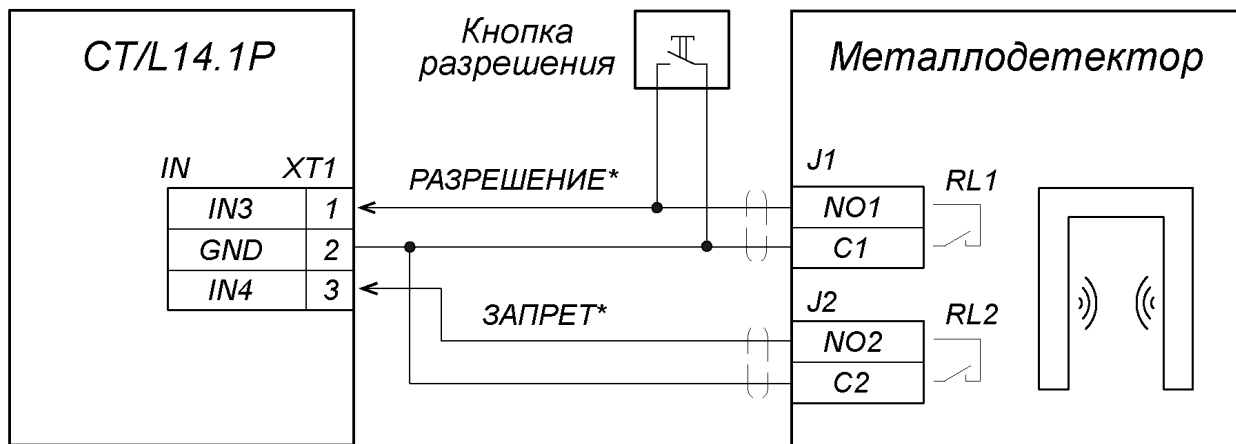 CT/L14.1P
Кнопка
разрешения
Металлодетектор
IN XT1
IN3 1
GND 2
IN4 3
РАЗРЕШЕНИЕ*
ЗАПРЕТ*
J1
RL1
NO1
C1
J2
RL2
NO2
C2